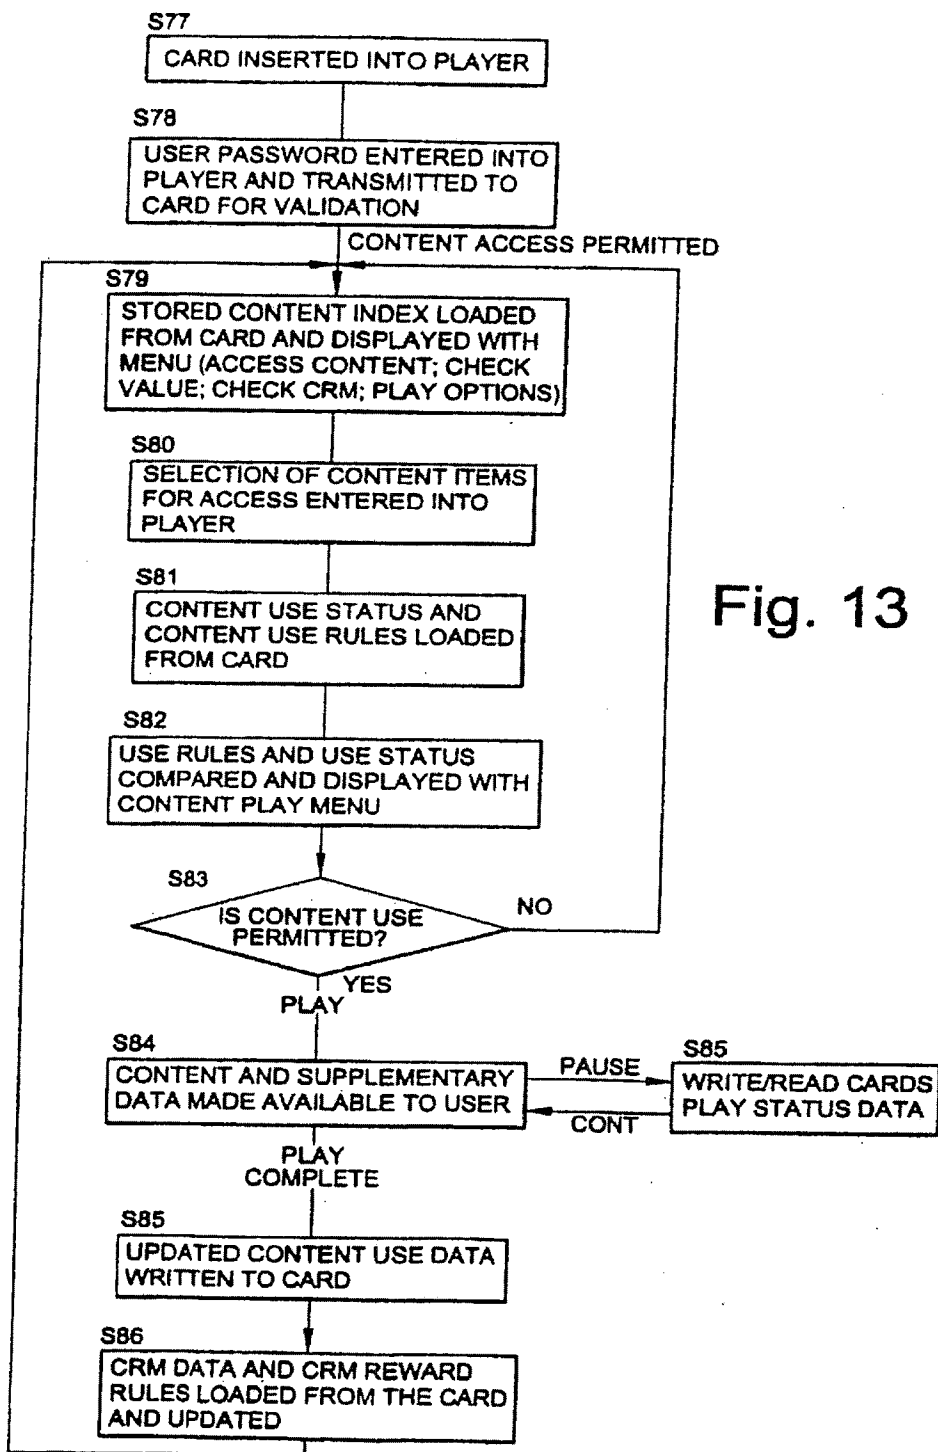 S77
CARD INSERTED INTO PLAYER
S78
USER PASSWORD ENTERED INTO
PLAYER AND TRANSMITTED TO
CARD FOR VALIDATION
CONTENT ACCESS PERMITTED
S79
STORED CONTENT INDEX LOADED
FROM CARD AND DISPLAYED WITH
MENU (ACCESS CONTENT; CHECK
VALUE; CHECK CRM; PLAY OPTIONS)
S80
SELECTION OF CONTENT ITEMS
FOR ACCESS ENTERED INTO
PLAYER
S81
CONTENT USE STATUS AND
CONTENT USE RULES LOADED
FROM CARD
Fig. 13
S82
USE RULES AND USE STATUS
COMPARED AND DISPLAYED WITH
CONTENT PLAY MENU
S83
IS CONTENT USE
PERMITTED?
NO
YES
PLAY
S84
CONTENT AND SUPPLEMENTARY
DATA MADE AVAILABLE TO USER
PAUSE
CONT
S85
WRITE/READ CARDS
PLAY STATUS DATA
PLAY
COMPLETE
S85
UPDATED CONTENT USE DATA
WRITTEN TO CARD
S86
CRM DATA AND CRM REWARD
RULES LOADED FROM THE CARD
AND UPDATED